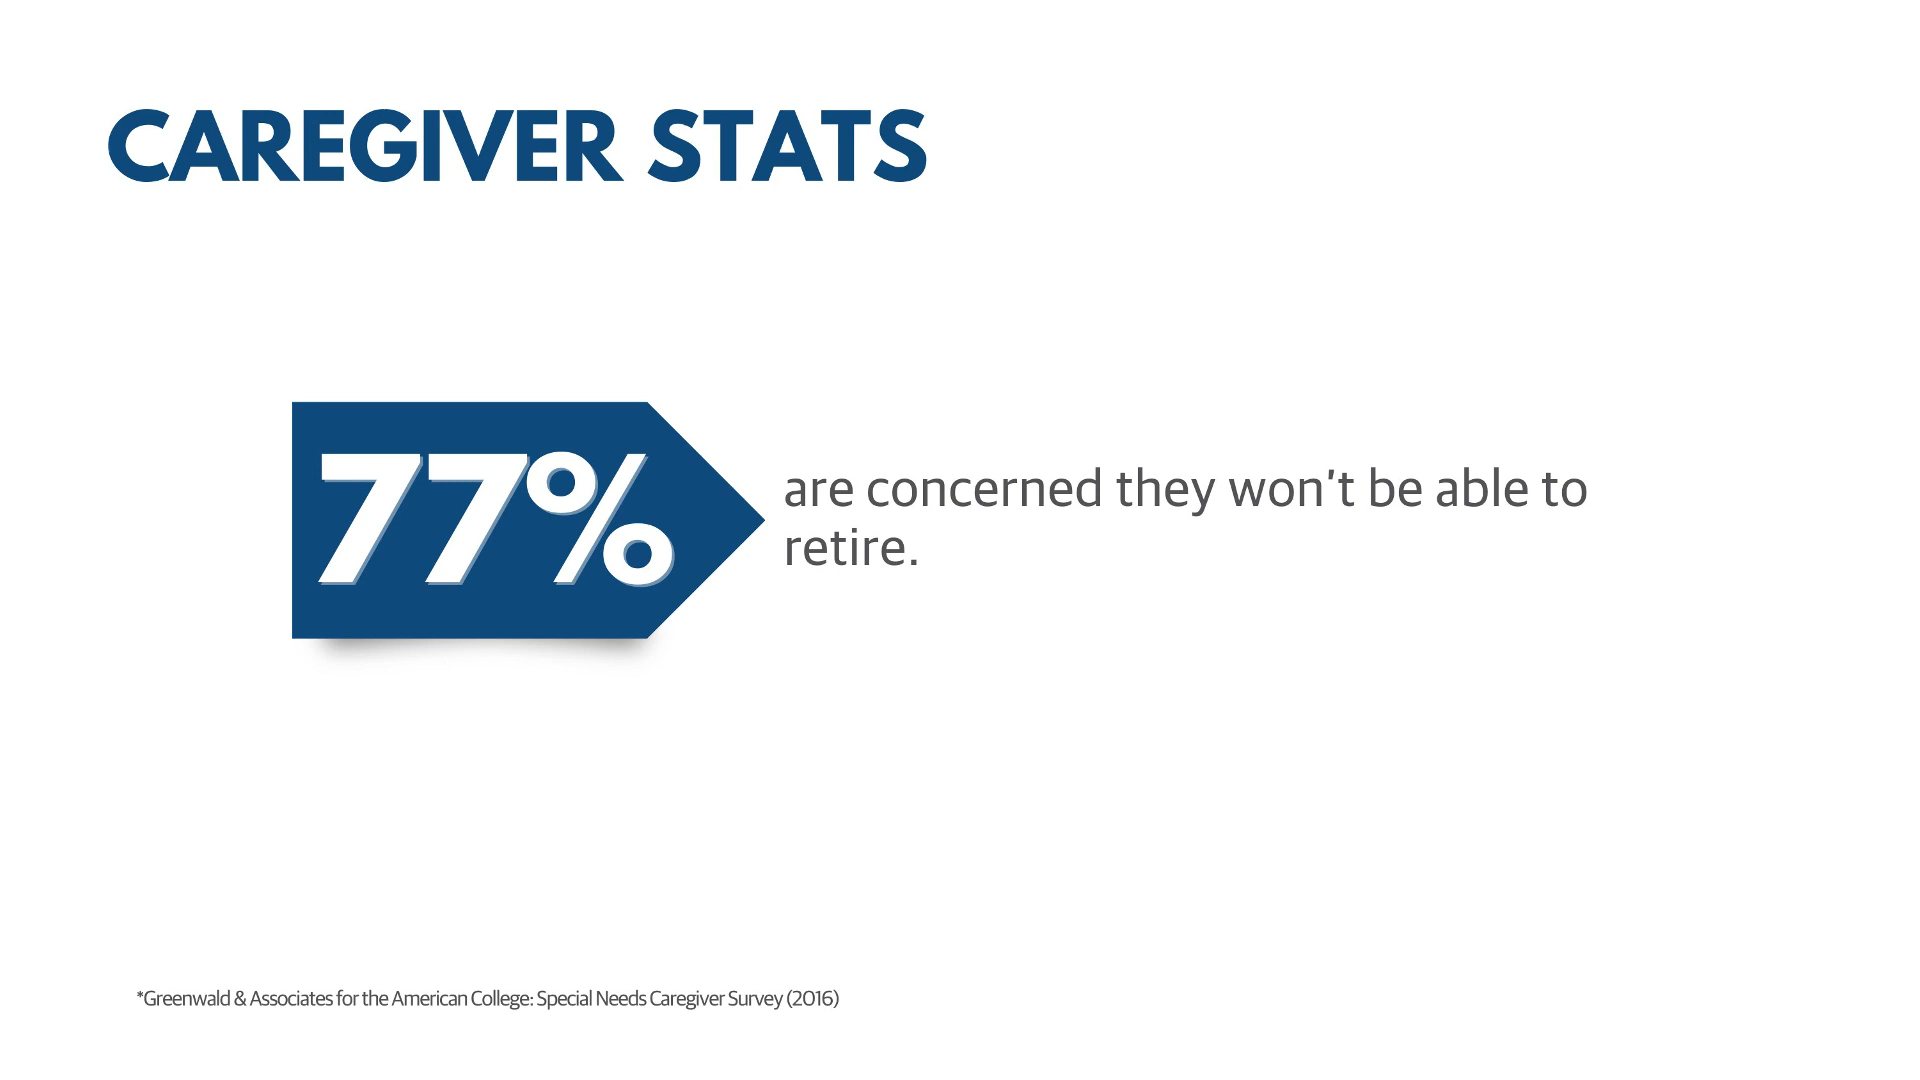 CAREGIVER STATS
77%
are concerned they won't be able to
retire.
*Greenwald & Associates for the American College: Special Needs Caregiver Survey (2016)